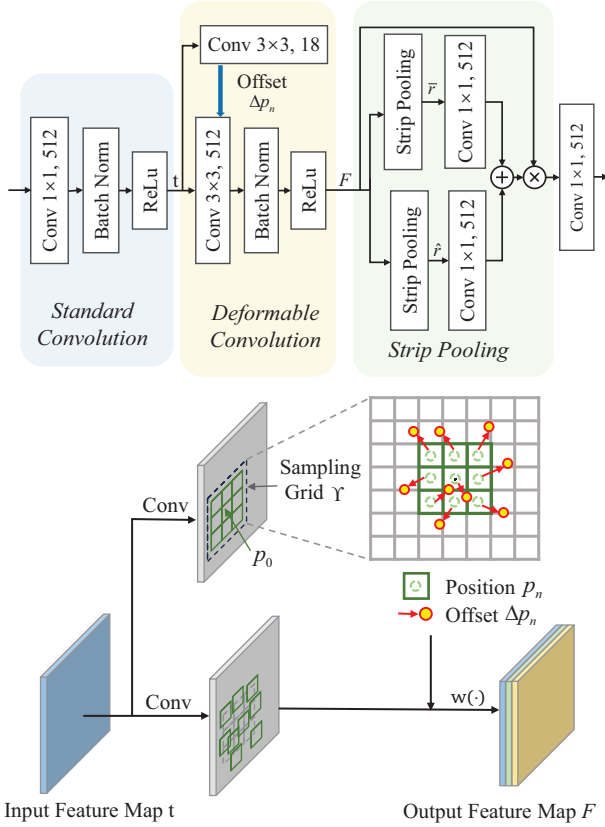 Conv 3×3, 18
Offset
Δpₙ
Conv 1×1, 512
Batch Norm
ReLu
t
Conv 3×3, 512
Batch Norm
ReLu
F
Strip Pooling
r̅
Conv 1×1, 512
Strip Pooling
r̂
Conv 1×1, 512
+
×
Conv 1×1, 512
Standard
Convolution
Deformable
Convolution
Strip Pooling
Conv
Sampling
Grid ϒ
p₀
Position pₙ
Offset Δpₙ
Conv
w(·)
Input Feature Map t
Output Feature Map F